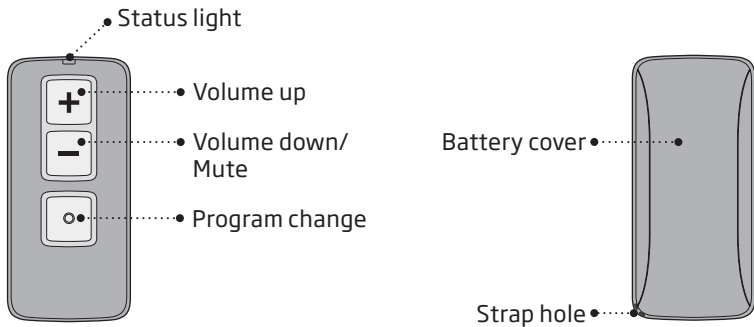 Status light
+
Volume up
−
Volume down/
Mute
Program change
Battery cover
Strap hole